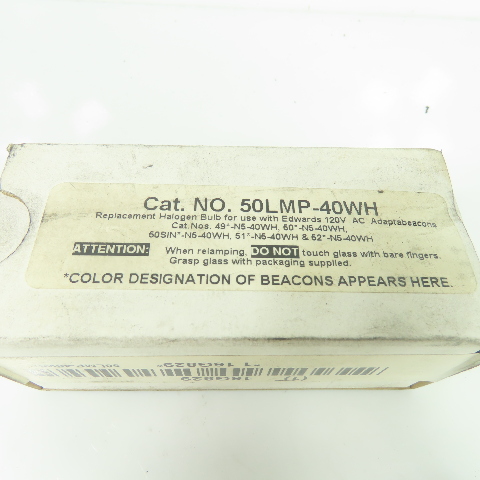 Cat. NO. 50LMP-40WH
Replacement Halogen Bulb for use with Edwards 120V AC Adaptabeacons
Cat. Nos. 49*-N5-40WH, 50*-N5-40WH,
50SIN*-N5-40WH, 51*-N5-40WH & 52*-N5-40WH
ATTENTION: When relamping, DO NOT touch glass with bare fingers.
Grasp glass with packaging supplied.
*COLOR DESIGNATION OF BEACONS APPEARS HERE.